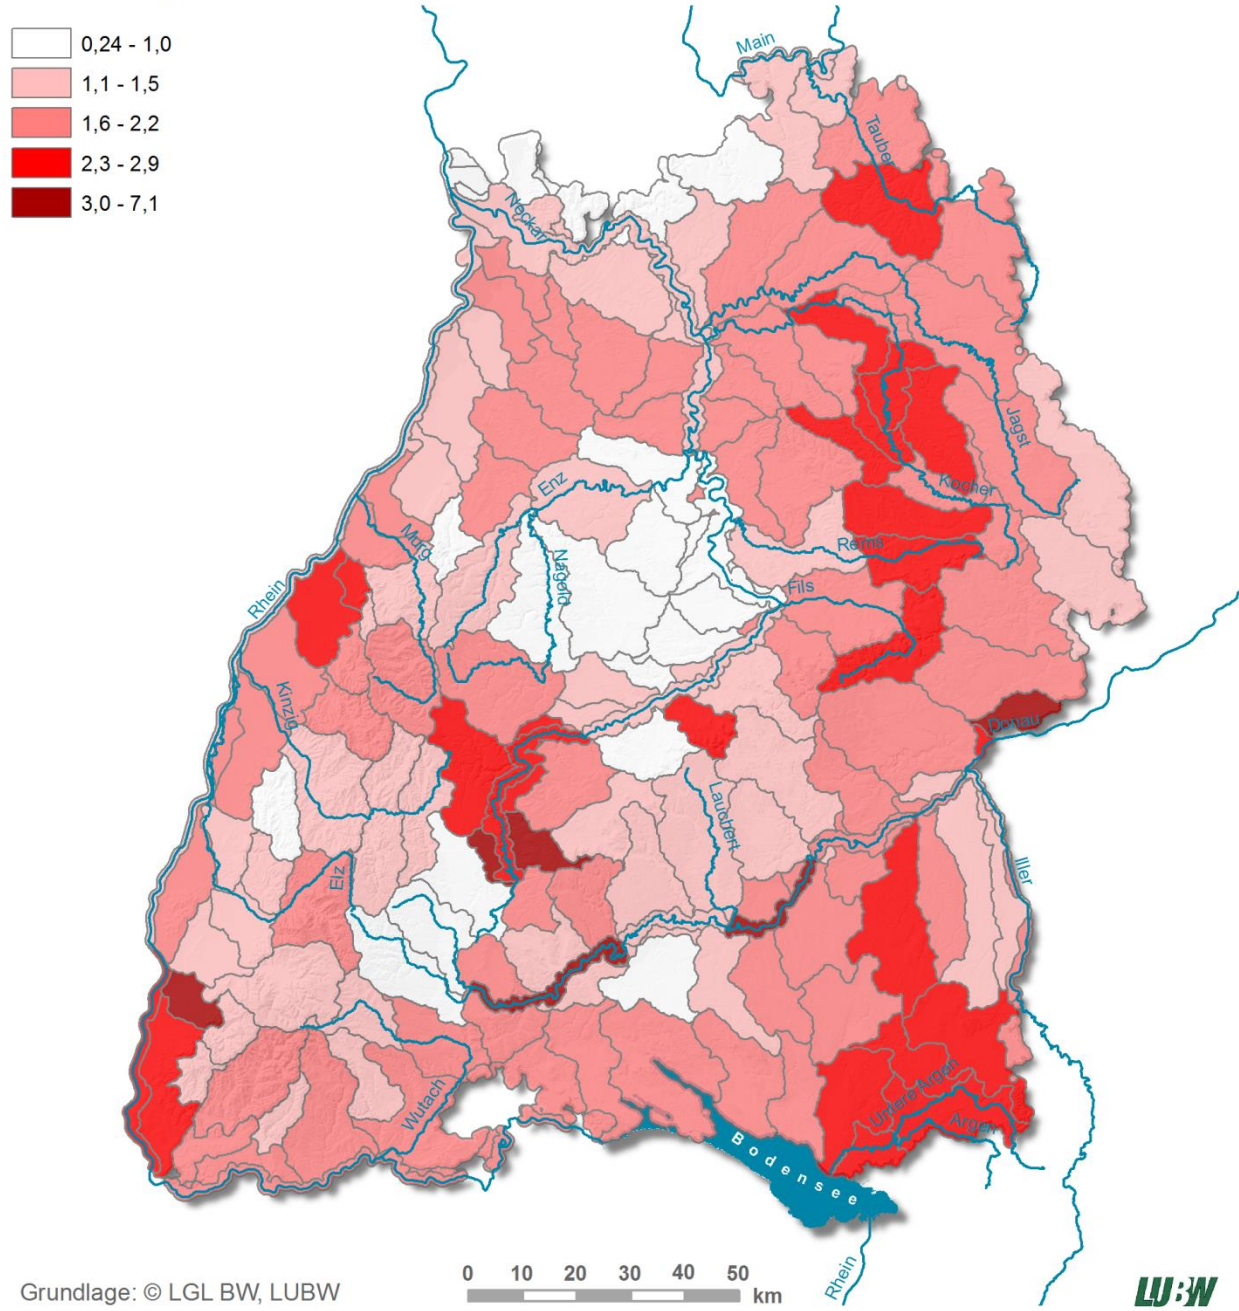 0,24 - 1,0
1,1 - 1,5
1,6 - 2,2
2,3 - 2,9
3,0 - 7,1
Main
Tauber
Neckar
Jagst
Kocher
Enz
Murg
Nagold
Rems
Fils
Rhein
Kinzig
Donau
Lauchert
Iller
Elz
Wutach
Untere Argen
Argen
Bodensee
Rhein
0 10 20 30 40 50
km
Grundlage: © LGL BW, LUBW
LUBW